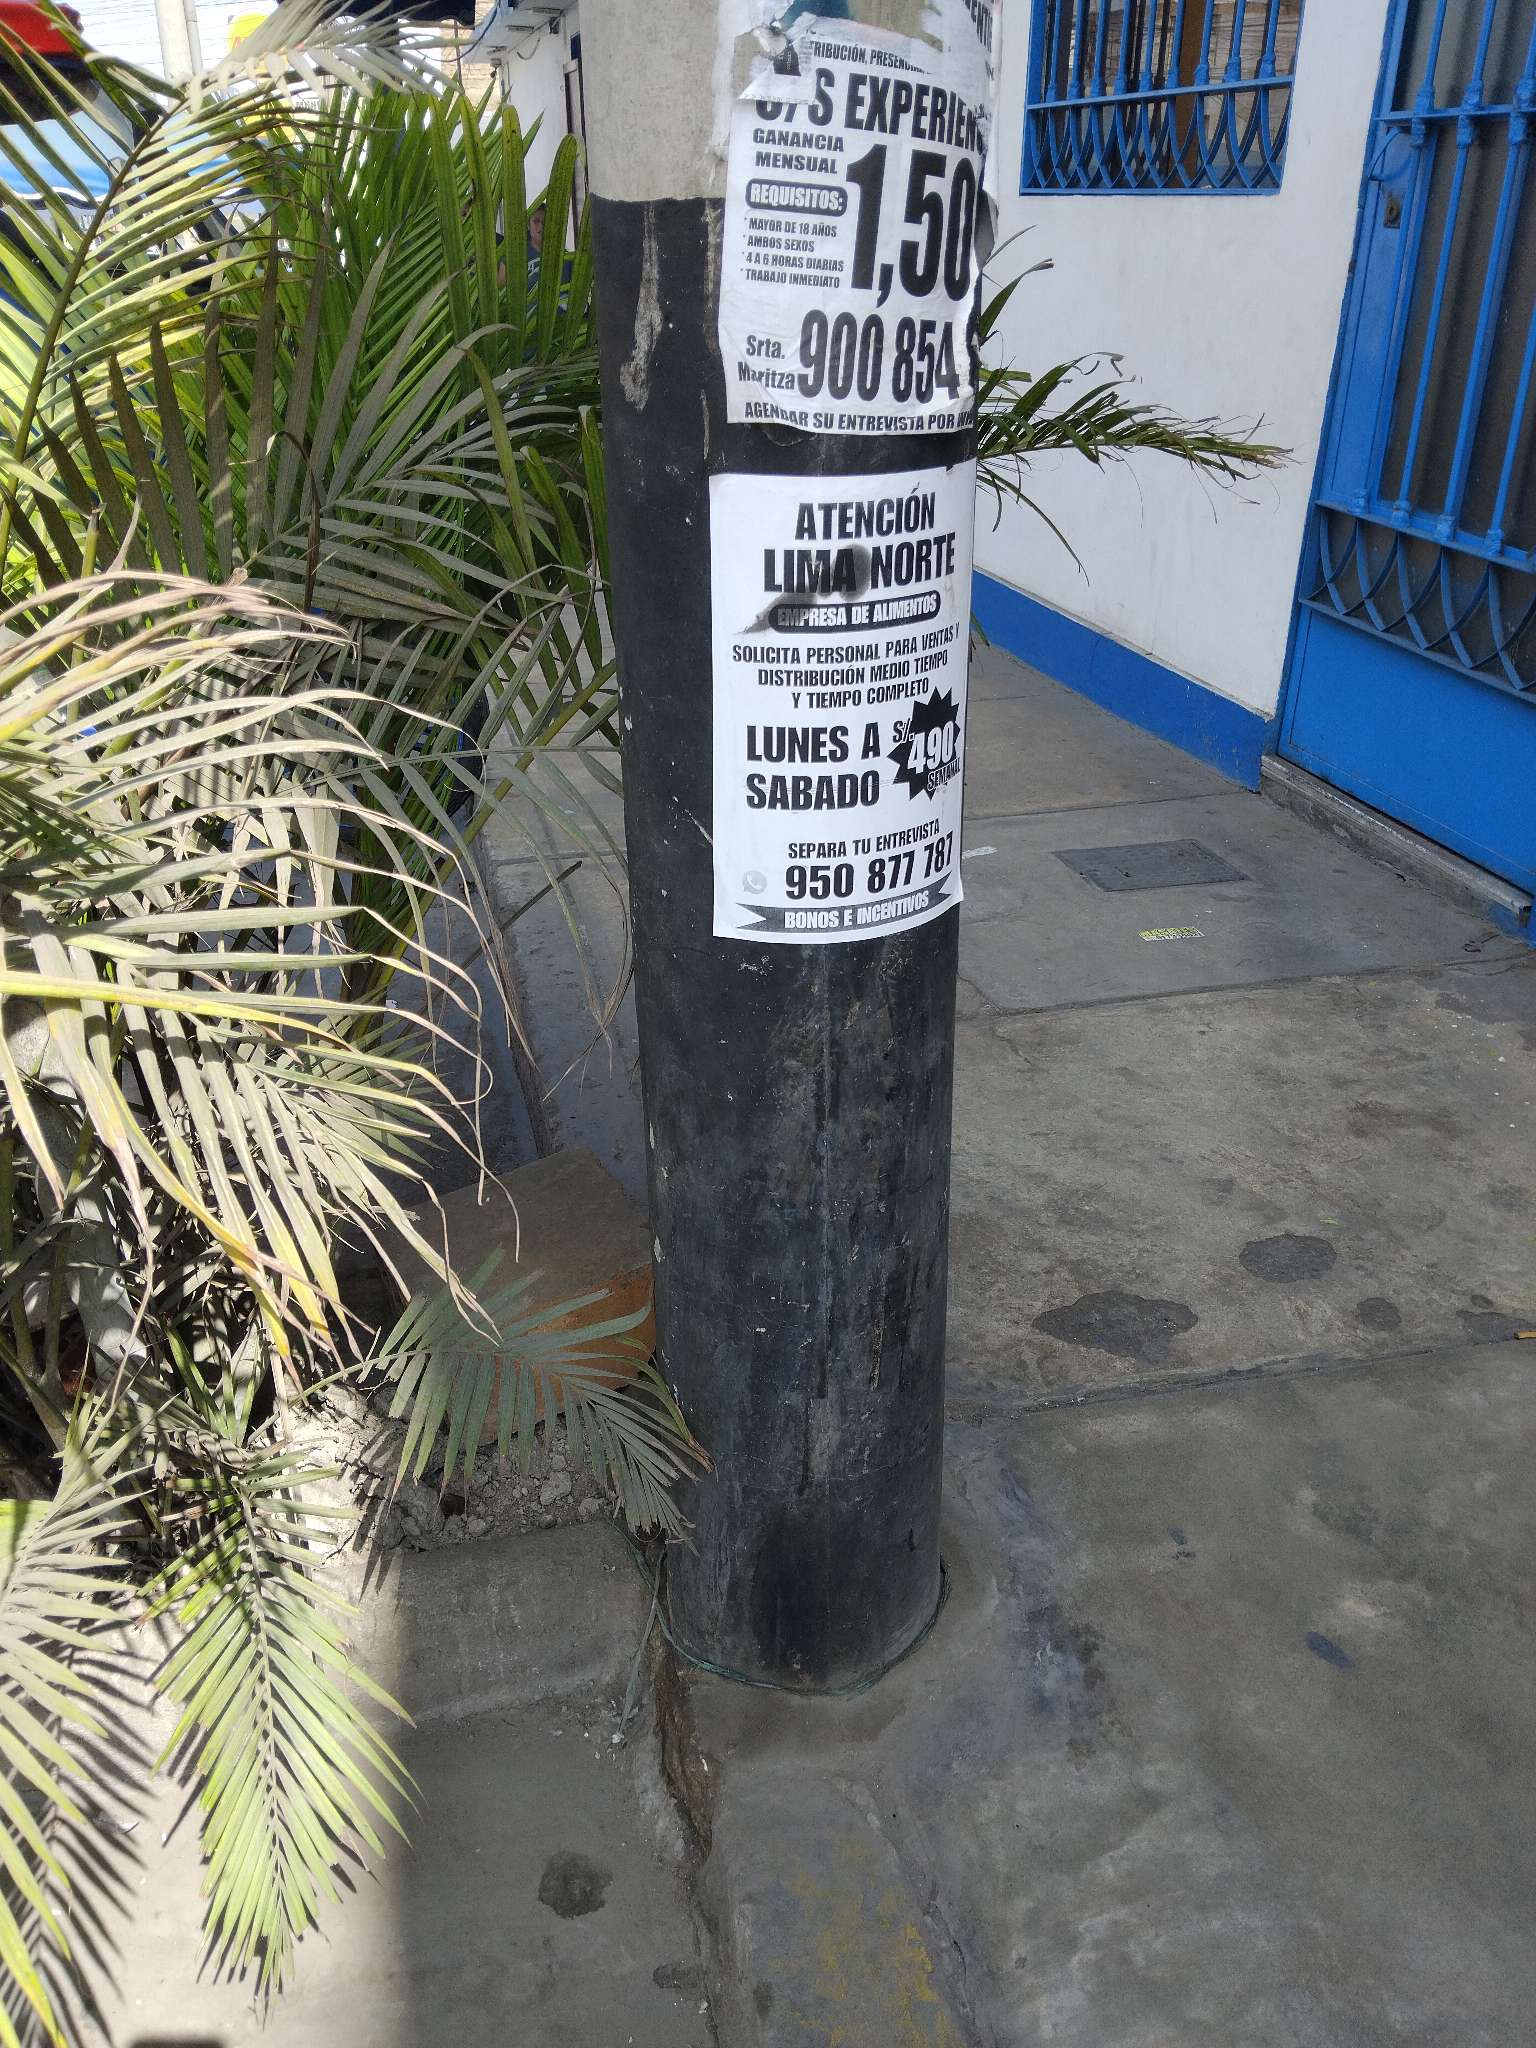 PRESEN
C/S EXPERIEN
GANANCIA
MENSUAL
1,50
REQUISITOS:
* MAYOR DE 18 AÑOS
* AMBOS SEXOS
* 4 A 6 HORAS DIARIAS
* TRABAJO INMEDIATO
Srta.
Maritza
900 854
AGENDAR SU ENTREVISTA POR
ATENCIÓN
LIMA NORTE
EMPRESA DE ALIMENTOS
SOLICITA PERSONAL PARA VENTAS Y
DISTRIBUCIÓN MEDIO TIEMPO
Y TIEMPO COMPLETO
LUNES A
SABADO
S/.
490
SEMANAL
SEPARA TU ENTREVISTA
950 877 787
BONOS E INCENTIVOS